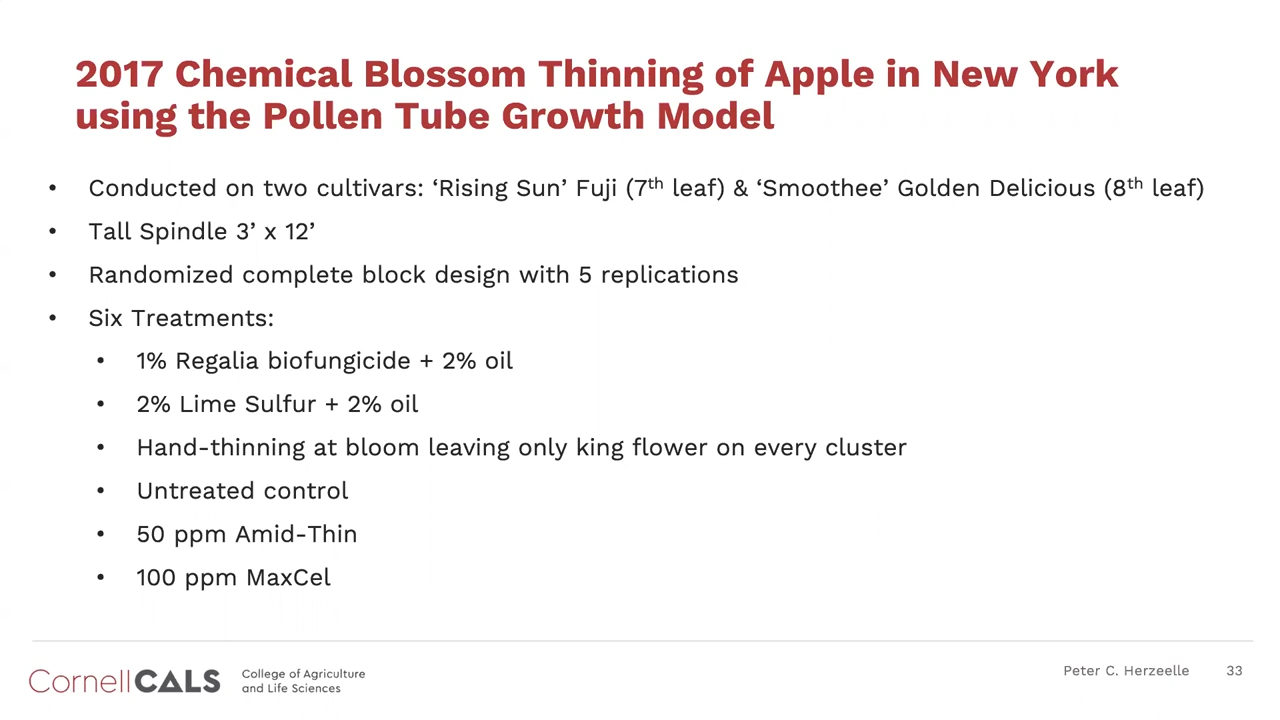 2017 Chemical Blossom Thinning of Apple in New York
using the Pollen Tube Growth Model
• Conducted on two cultivars: ‘Rising Sun’ Fuji (7th leaf) & ‘Smoothee’ Golden Delicious (8th leaf)
• Tall Spindle 3’ x 12’
• Randomized complete block design with 5 replications
• Six Treatments:
• 1% Regalia biofungicide + 2% oil
• 2% Lime Sulfur + 2% oil
• Hand-thinning at bloom leaving only king flower on every cluster
• Untreated control
• 50 ppm Amid-Thin
• 100 ppm MaxCel
CornellCALS
College of Agriculture
and Life Sciences
Peter C. Herzeelle
33